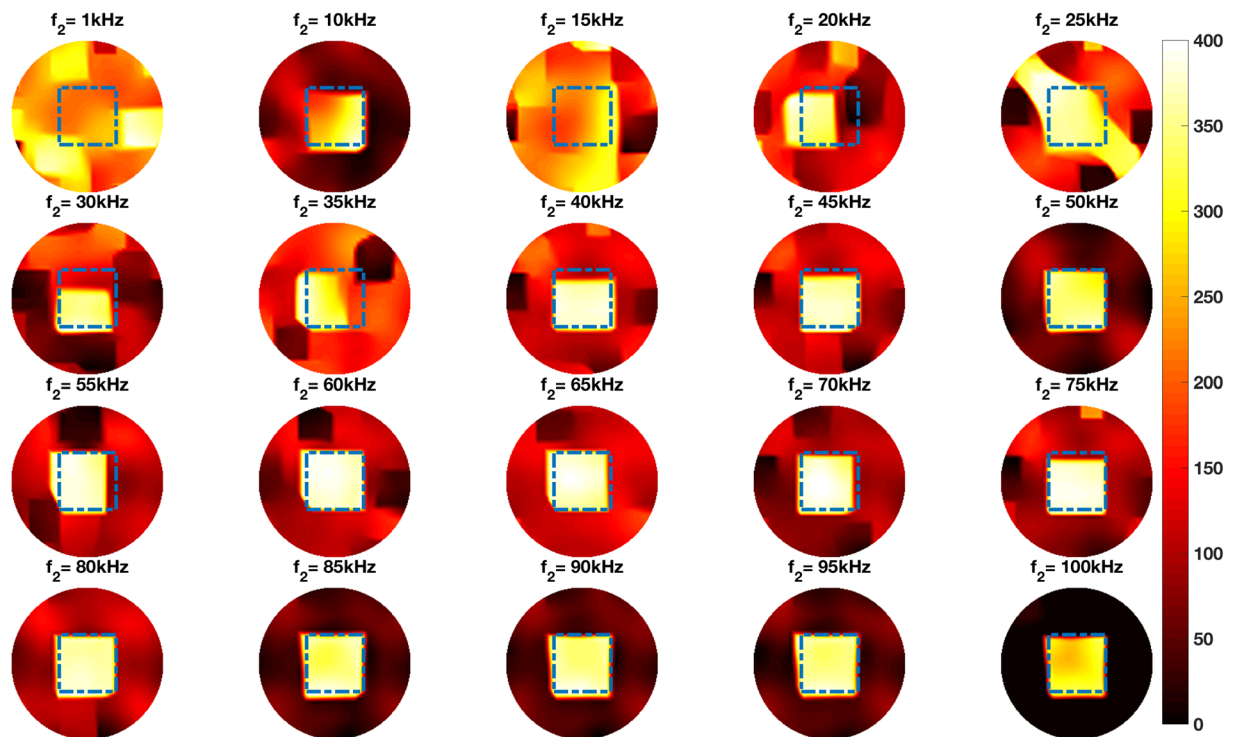 f2= 1kHz f2= 10kHz f2= 15kHz f2= 20kHz f2= 25kHz
f2= 30kHz f2= 35kHz f2= 40kHz f2= 45kHz f2= 50kHz
f2= 55kHz f2= 60kHz f2= 65kHz f2= 70kHz f2= 75kHz
f2= 80kHz f2= 85kHz f2= 90kHz f2= 95kHz f2= 100kHz
400
350
300
250
200
150
100
50
0